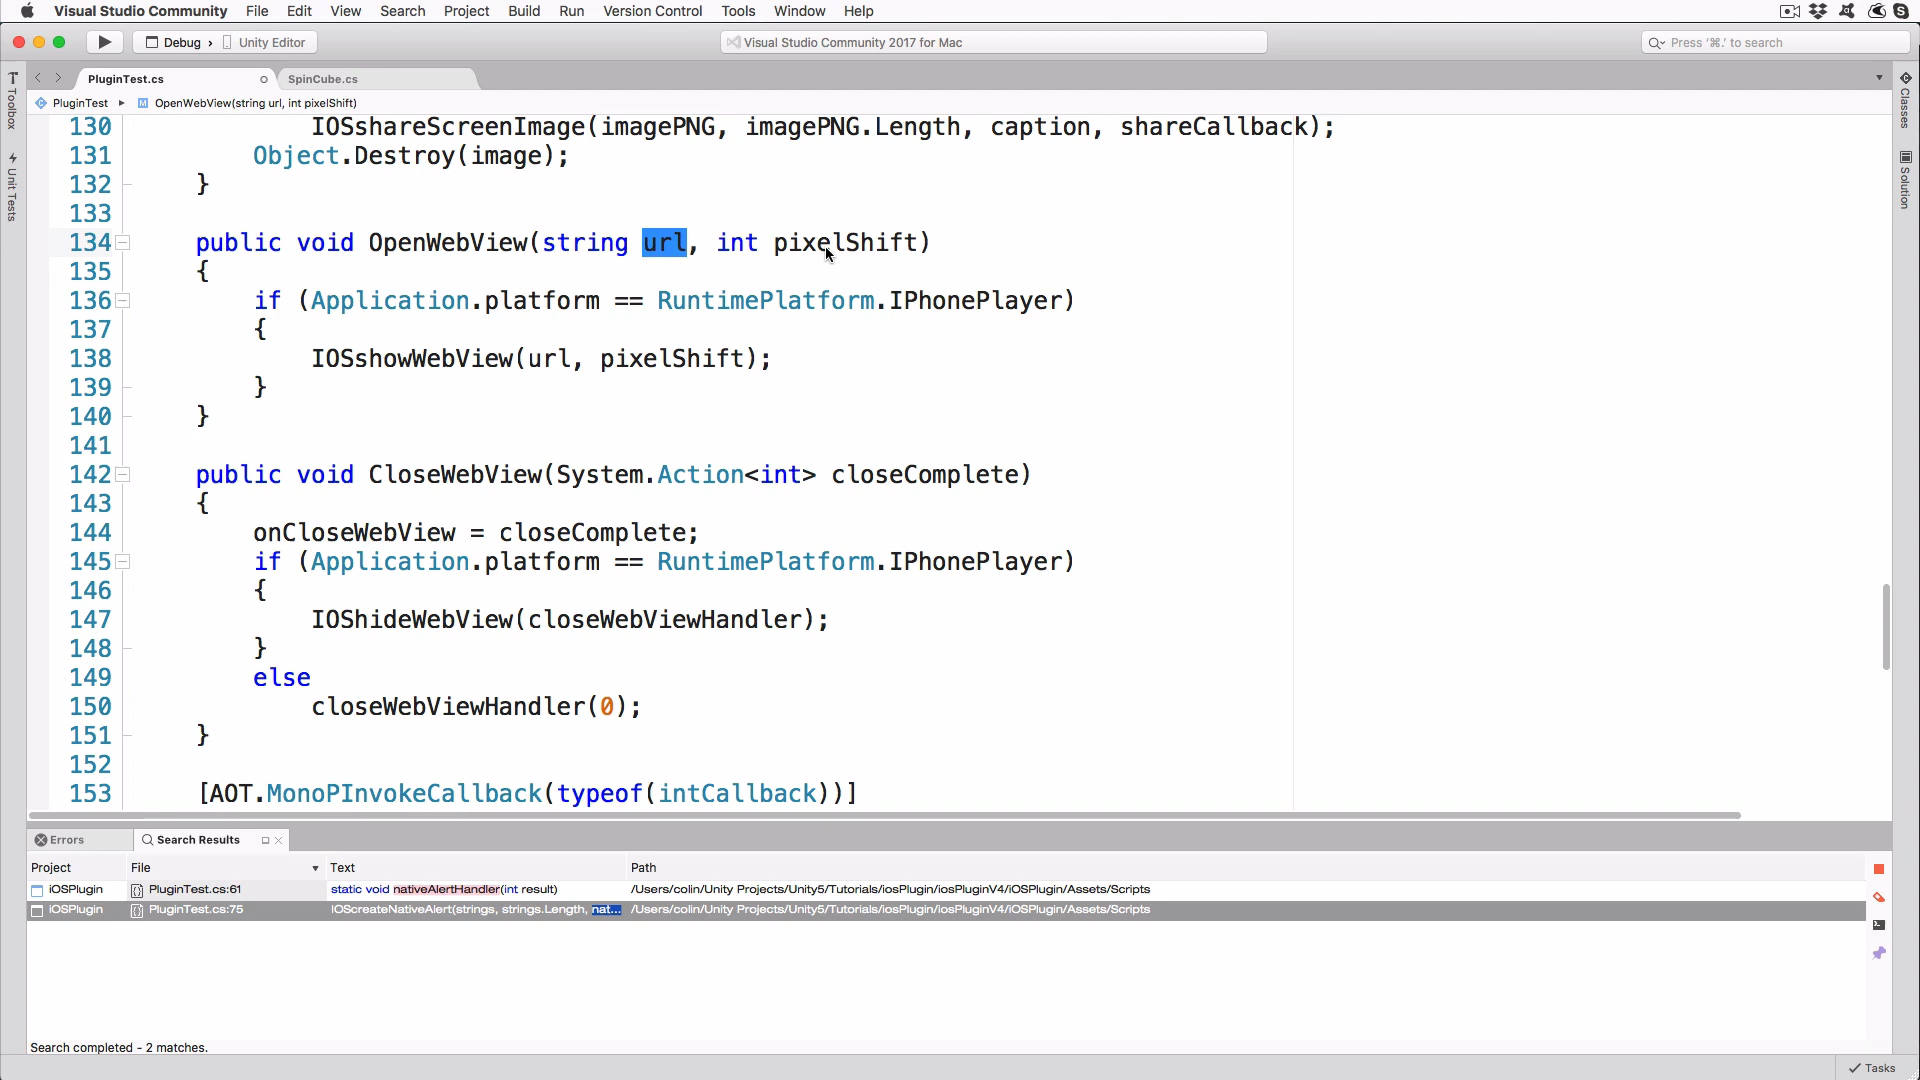 Visual Studio Community File Edit View Search Project Build Run Version Control Tools Window Help
Debug › Unity Editor Visual Studio Community 2017 for Mac Press '⌘.' to search
PluginTest.cs SpinCube.cs
PluginTest ▸ M OpenWebView(string url, int pixelShift)
Toolbox
Unit Tests
Classes
Solution
130 IOSshareScreenImage(imagePNG, imagePNG.Length, caption, shareCallback);
131 Object.Destroy(image);
132 }
133
134 public void OpenWebView(string url, int pixelShift)
135 {
136 if (Application.platform == RuntimePlatform.IPhonePlayer)
137 {
138 IOSshowWebView(url, pixelShift);
139 }
140 }
141
142 public void CloseWebView(System.Action<int> closeComplete)
143 {
144 onCloseWebView = closeComplete;
145 if (Application.platform == RuntimePlatform.IPhonePlayer)
146 {
147 IOShideWebView(closeWebViewHandler);
148 }
149 else
150 closeWebViewHandler(0);
151 }
152
153 [AOT.MonoPInvokeCallback(typeof(intCallback))]
Errors Search Results
Project File Text Path
iOSPlugin PluginTest.cs:61 static void nativeAlertHandler(int result) /Users/colin/Unity Projects/Unity5/Tutorials/iosPlugin/iosPluginV4/iOSPlugin/Assets/Scripts
iOSPlugin PluginTest.cs:75 IOScreateNativeAlert(strings, strings.Length, nat... /Users/colin/Unity Projects/Unity5/Tutorials/iosPlugin/iosPluginV4/iOSPlugin/Assets/Scripts
Search completed - 2 matches.
Tasks